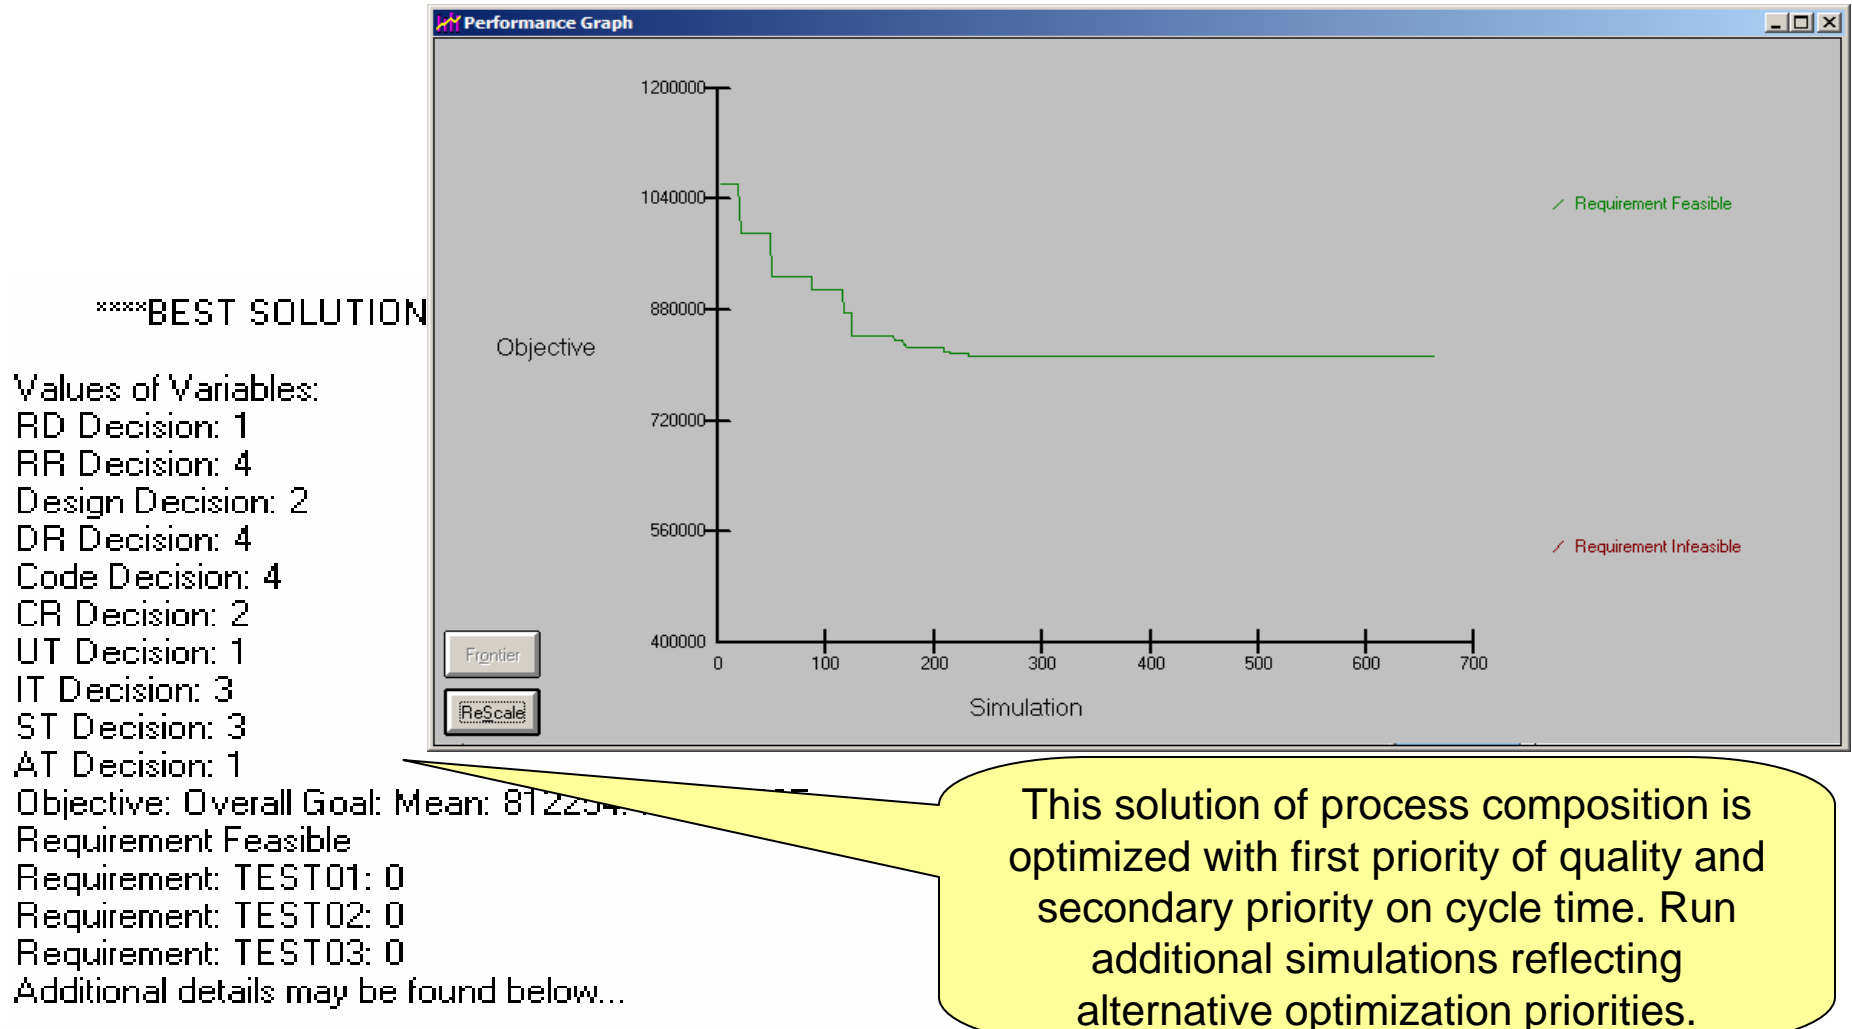 Performance Graph
1200000
1040000
880000
720000
560000
400000
Objective
0 100 200 300 400 500 600 700
Simulation
Requirement Feasible
Requirement Infeasible
Frontier
ReScale
****BEST SOLUTION
Values of Variables:
RD Decision: 1
RR Decision: 4
Design Decision: 2
DR Decision: 4
Code Decision: 4
CR Decision: 2
UT Decision: 1
IT Decision: 3
ST Decision: 3
AT Decision: 1
Objective: Overall Goal: Mean:
Requirement Feasible
Requirement: TEST01: 0
Requirement: TEST02: 0
Requirement: TEST03: 0
Additional details may be found below...
This solution of process composition is
optimized with first priority of quality and
secondary priority on cycle time. Run
additional simulations reflecting
alternative optimization priorities.